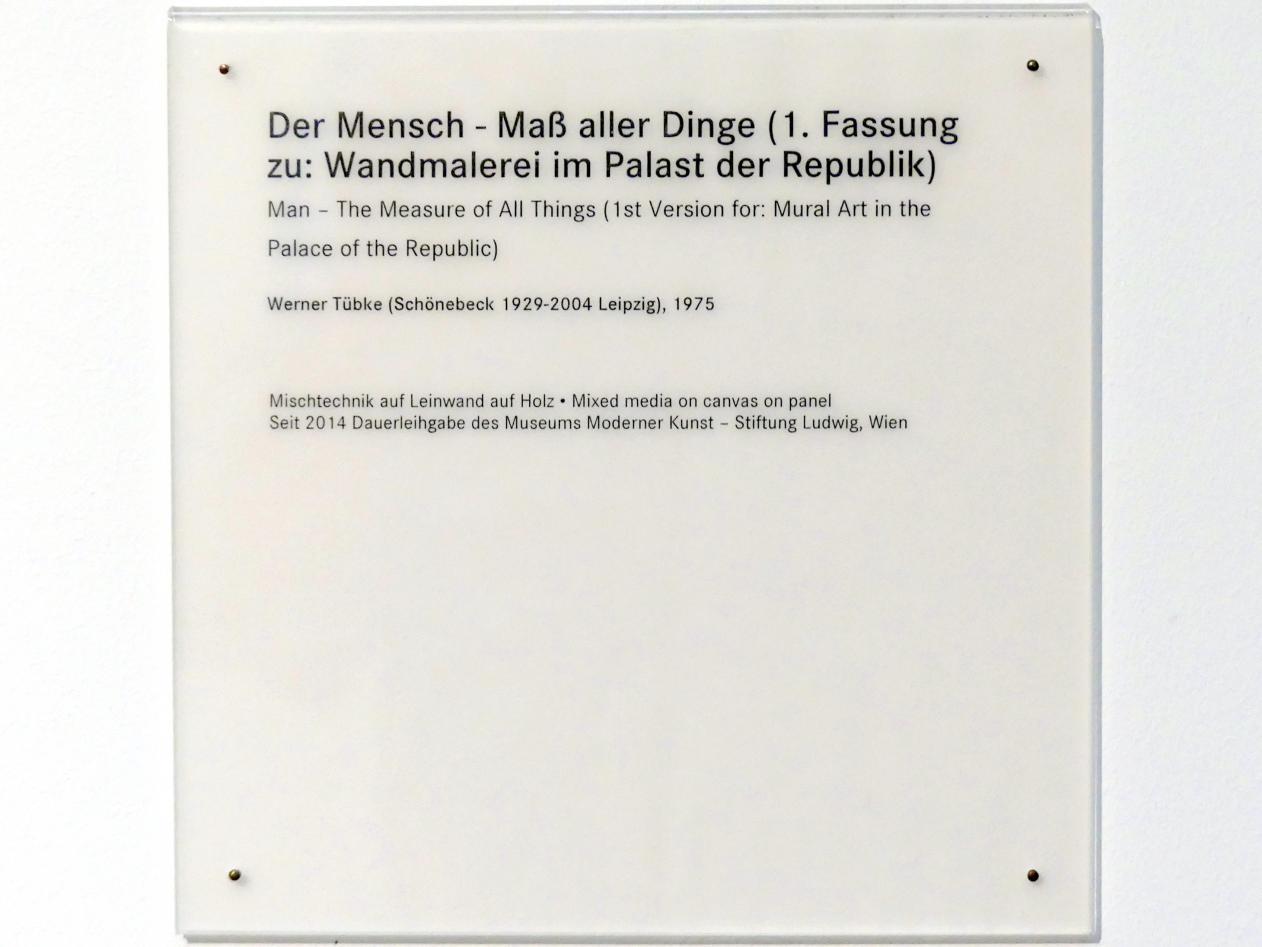 Der Mensch - Maß aller Dinge (1. Fassung
zu: Wandmalerei im Palast der Republik)
Man – The Measure of All Things (1st Version for: Mural Art in the
Palace of the Republic)
Werner Tübke (Schönebeck 1929-2004 Leipzig), 1975
Mischtechnik auf Leinwand auf Holz • Mixed media on canvas on panel
Seit 2014 Dauerleihgabe des Museums Moderner Kunst – Stiftung Ludwig, Wien